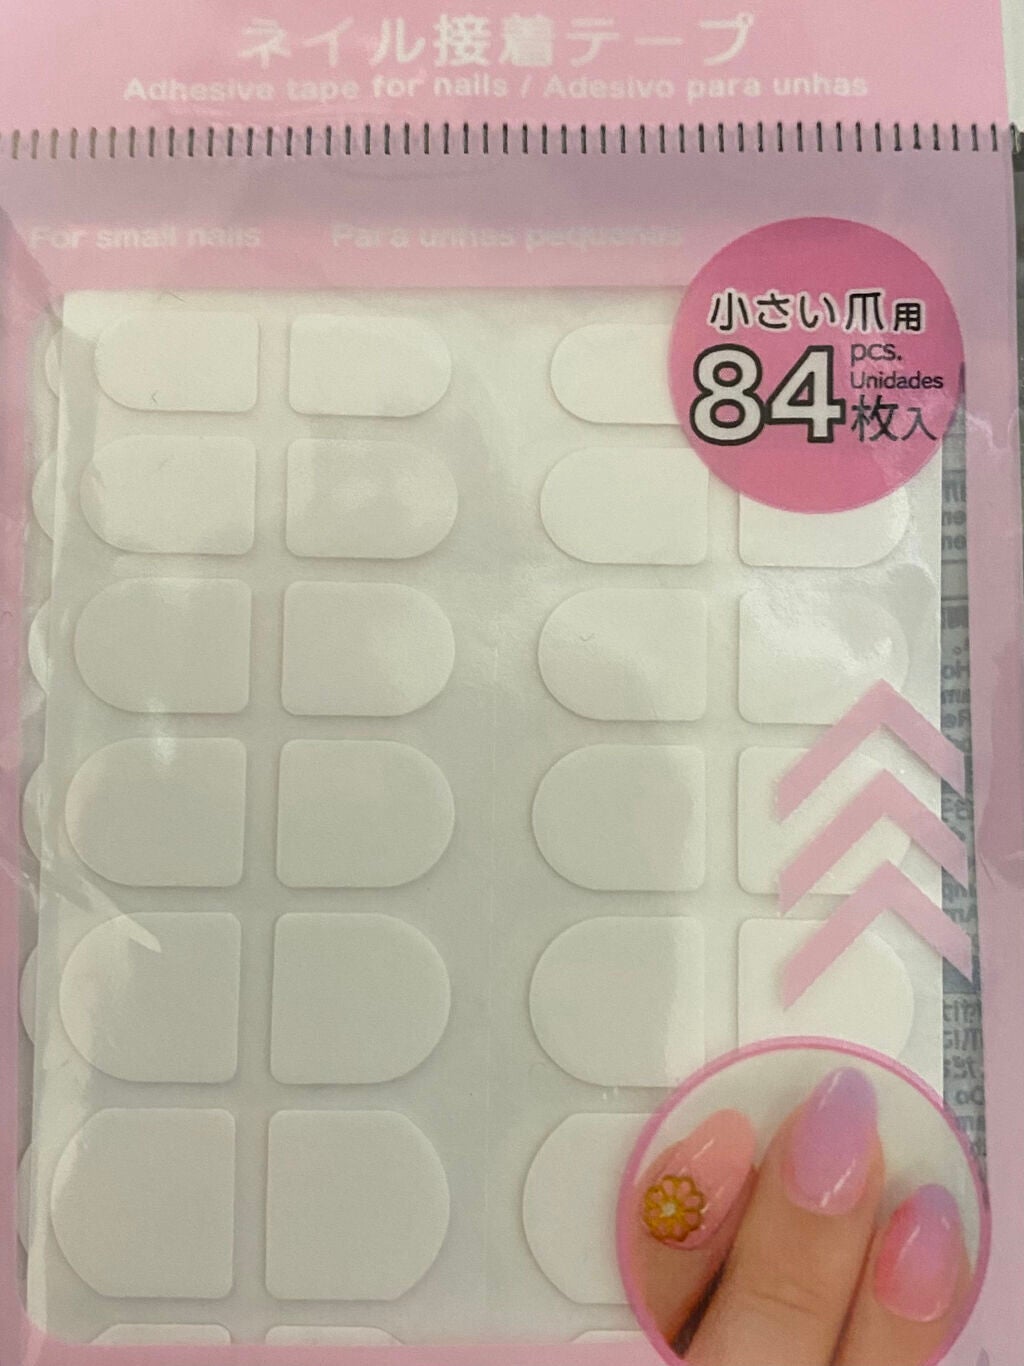 ネイル接着テープ
Adhesive tape for nails / Adesivo para unhas
For small nails Para unhas pequenas
小さい爪用
84 pcs.
Unidades
枚入